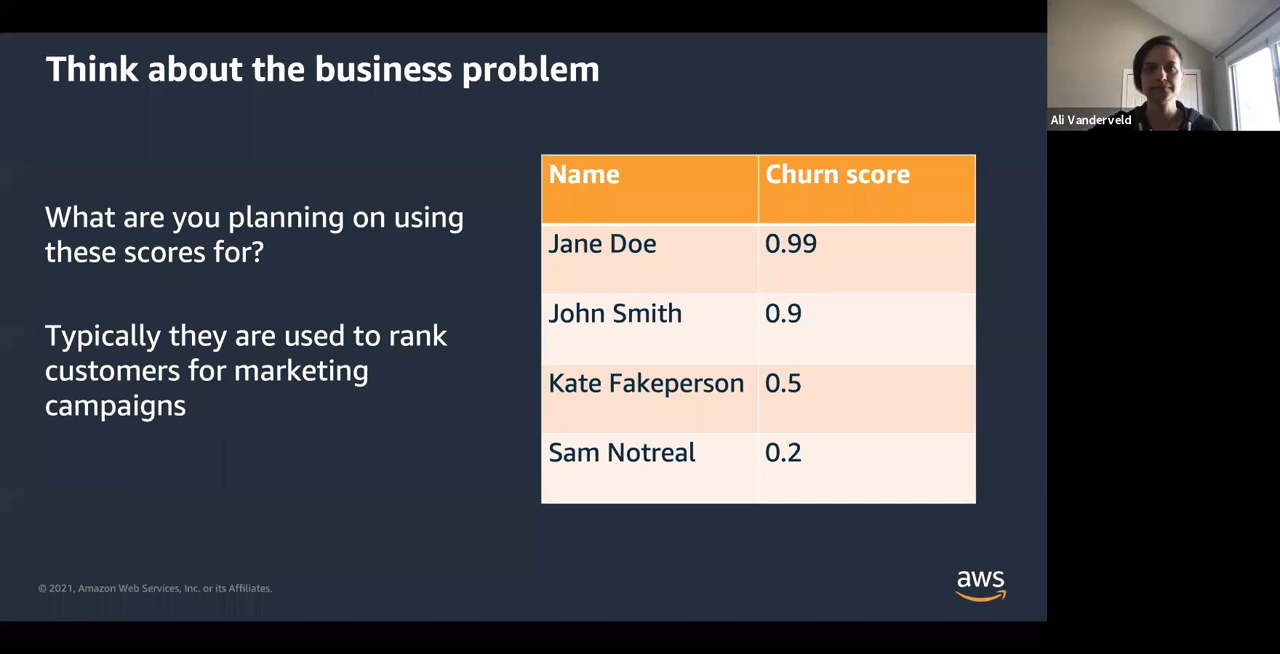 Think about the business problem
Ali Vanderveld
What are you planning on using
these scores for?
Typically they are used to rank
customers for marketing
campaigns
Name Churn score
Jane Doe 0.99
John Smith 0.9
Kate Fakeperson 0.5
Sam Notreal 0.2
© 2021, Amazon Web Services, Inc. or its Affiliates.
aws